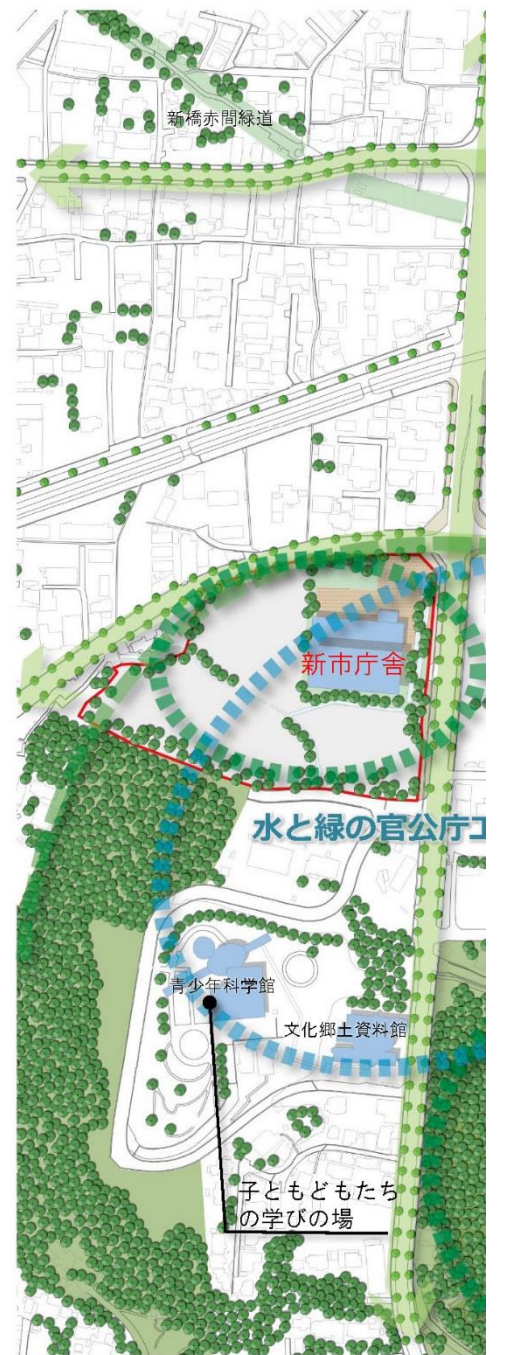 新橋赤間緑道
新市庁舎
水と緑の官公庁エ
青少年科学館
文化郷土資料館
子どもどもたち
の学びの場